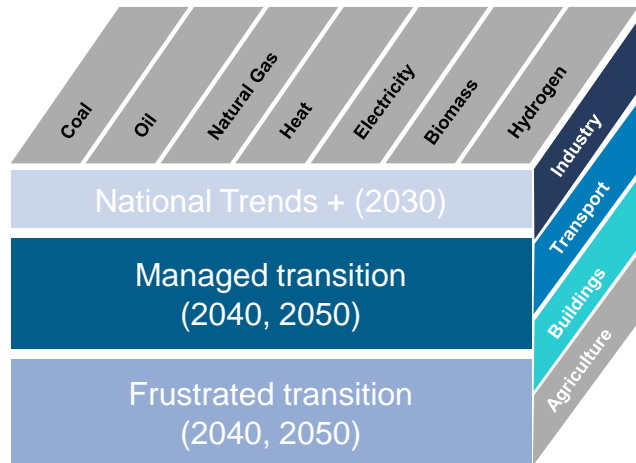 Coal
Oil
Natural Gas
Heat
Electricity
Biomass
Hydrogen
Industry
Transport
Buildings
Agriculture
National Trends + (2030)
Managed transition
(2040, 2050)
Frustrated transition
(2040, 2050)